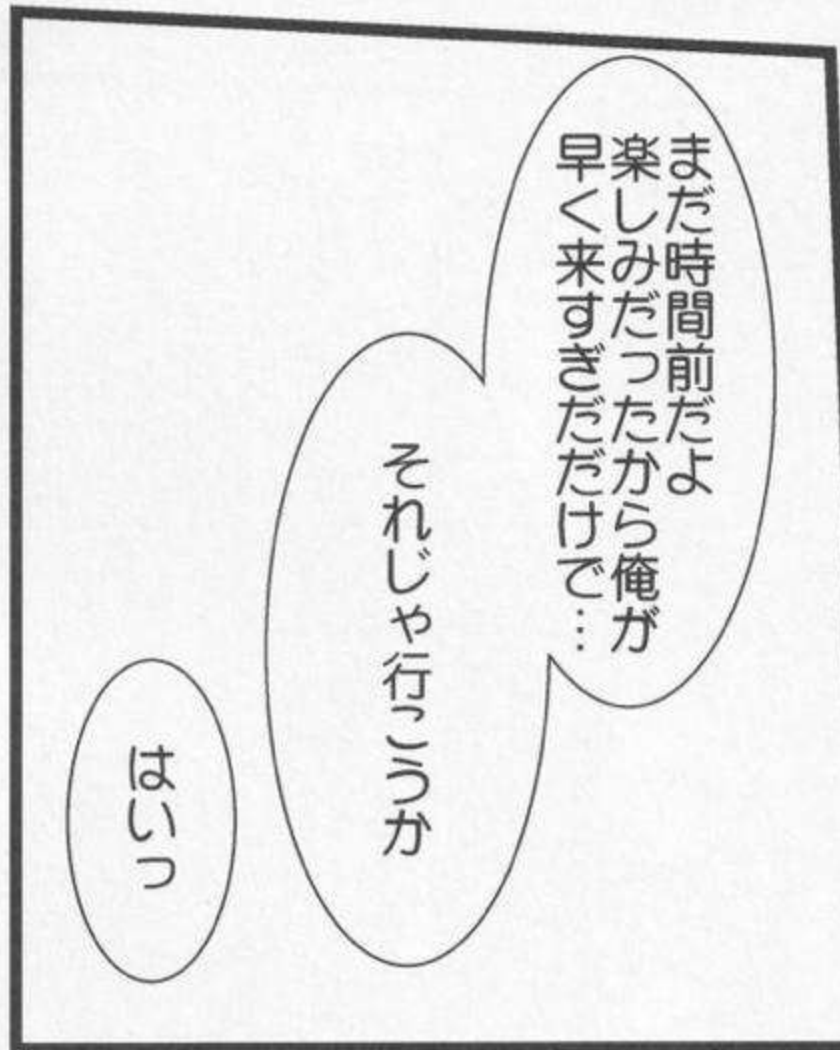 まだ時間前だよ
楽しみだったから俺が
早く来すぎだだけで…
それじゃ行こうか
はいっ